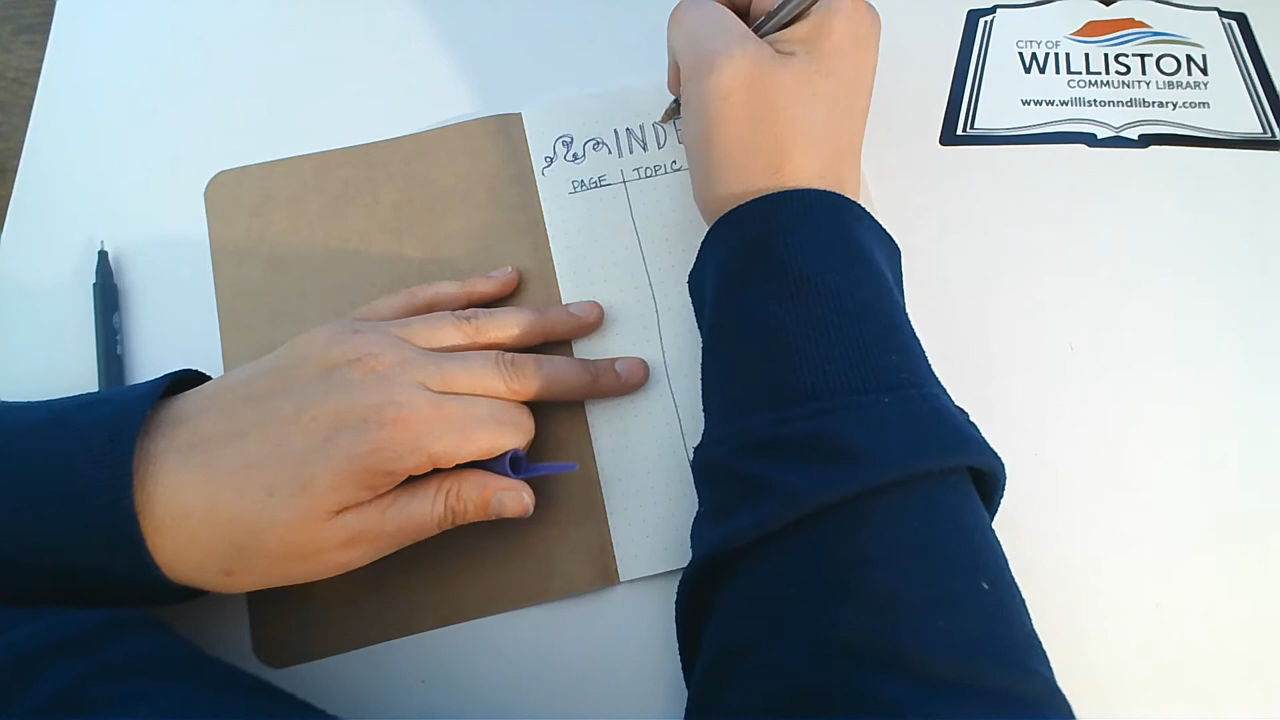 CITY OF
WILLISTON
COMMUNITY LIBRARY
www.willistonndlibrary.com
INDE
PAGE TOPIC